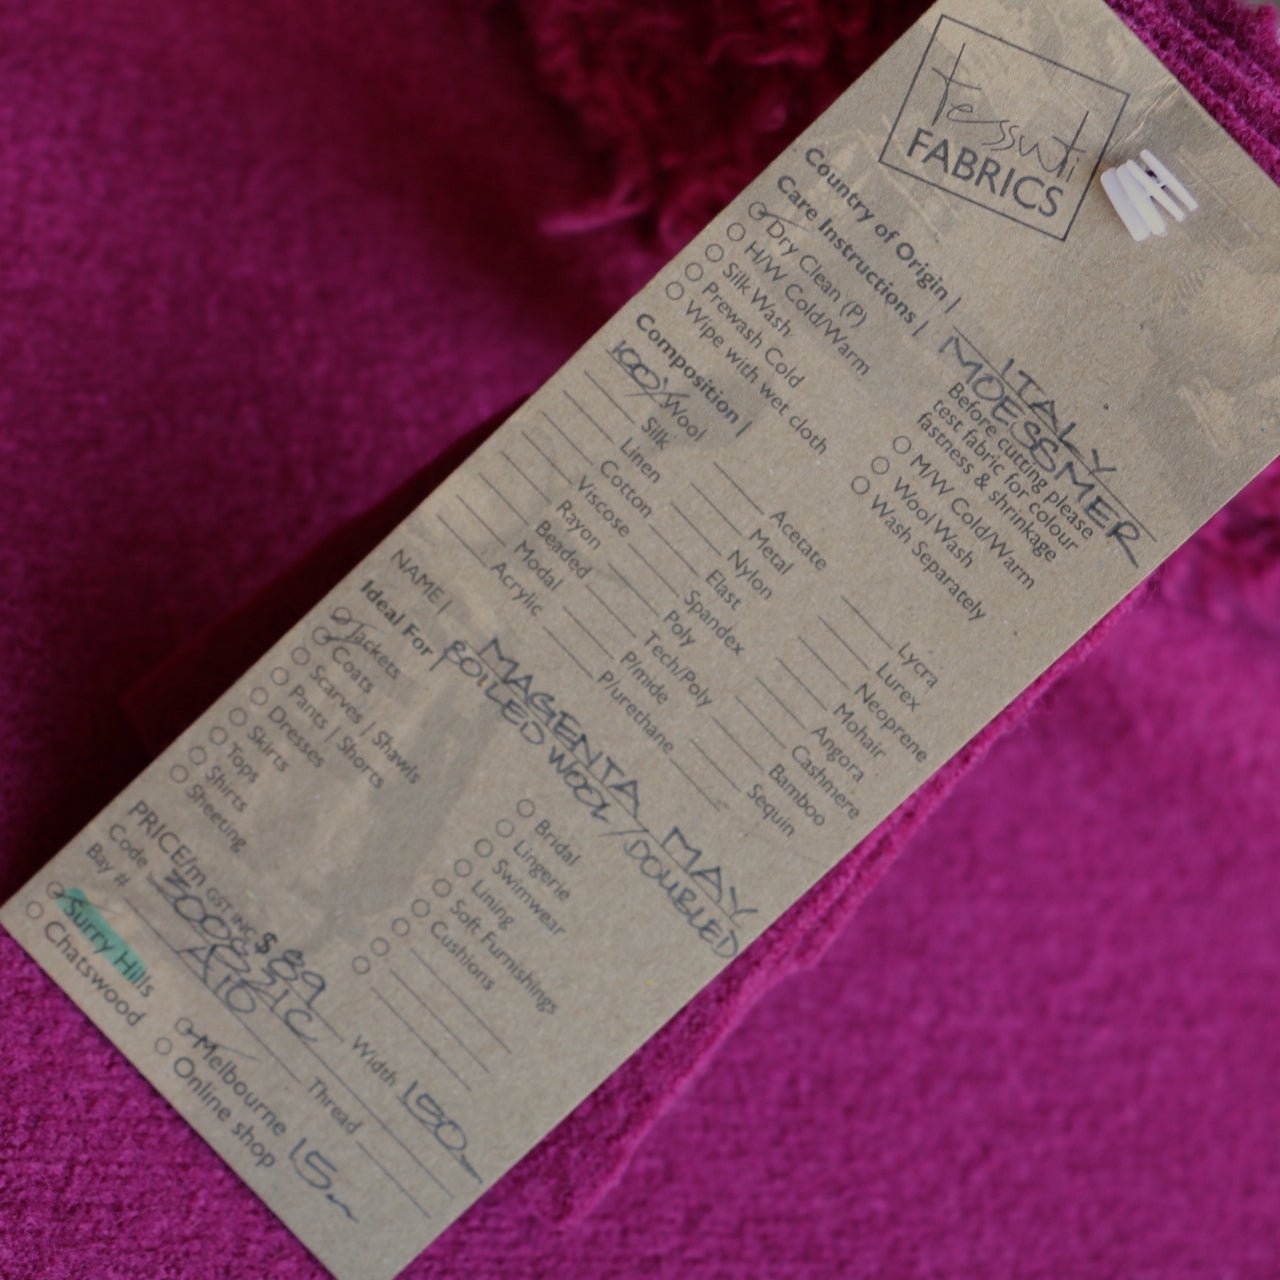 tessuti
FABRICS
Country of Origin | ITALY
Care Instructions | MOESSMER
Dry Clean (P)
H/W Cold/Warm
Silk Wash
Prewash Cold
Wipe with wet cloth
Before cutting please
test fabric for colour
fastness & shrinkage
M/W Cold/Warm
Wool Wash
Wash Separately
Composition |
100% Wool
Silk
Linen
Cotton
Viscose
Rayon
Beaded
Modal
Acrylic
Acetate
Metal
Nylon
Elast
Spandex
Poly
Tech/Poly
P/mide
P/urethane
Lycra
Lurex
Neoprene
Mohair
Angora
Cashmere
Bamboo
Sequin
NAME | MAGENTA MAY
Ideal For | BOILED WOOL / DOUBLED
Jackets
Coats
Scarves | Shawls
Pants | Shorts
Dresses
Skirts
Tops
Shirts
Sheeting
Bridal
Lingerie
Swimwear
Lining
Soft Furnishings
Cushions
PRICE/m GST INC $ 89
Code 300831C Width 150
Bay # A10 Thread
Surry Hills
Chatswood
Melbourne 15m
Online shop